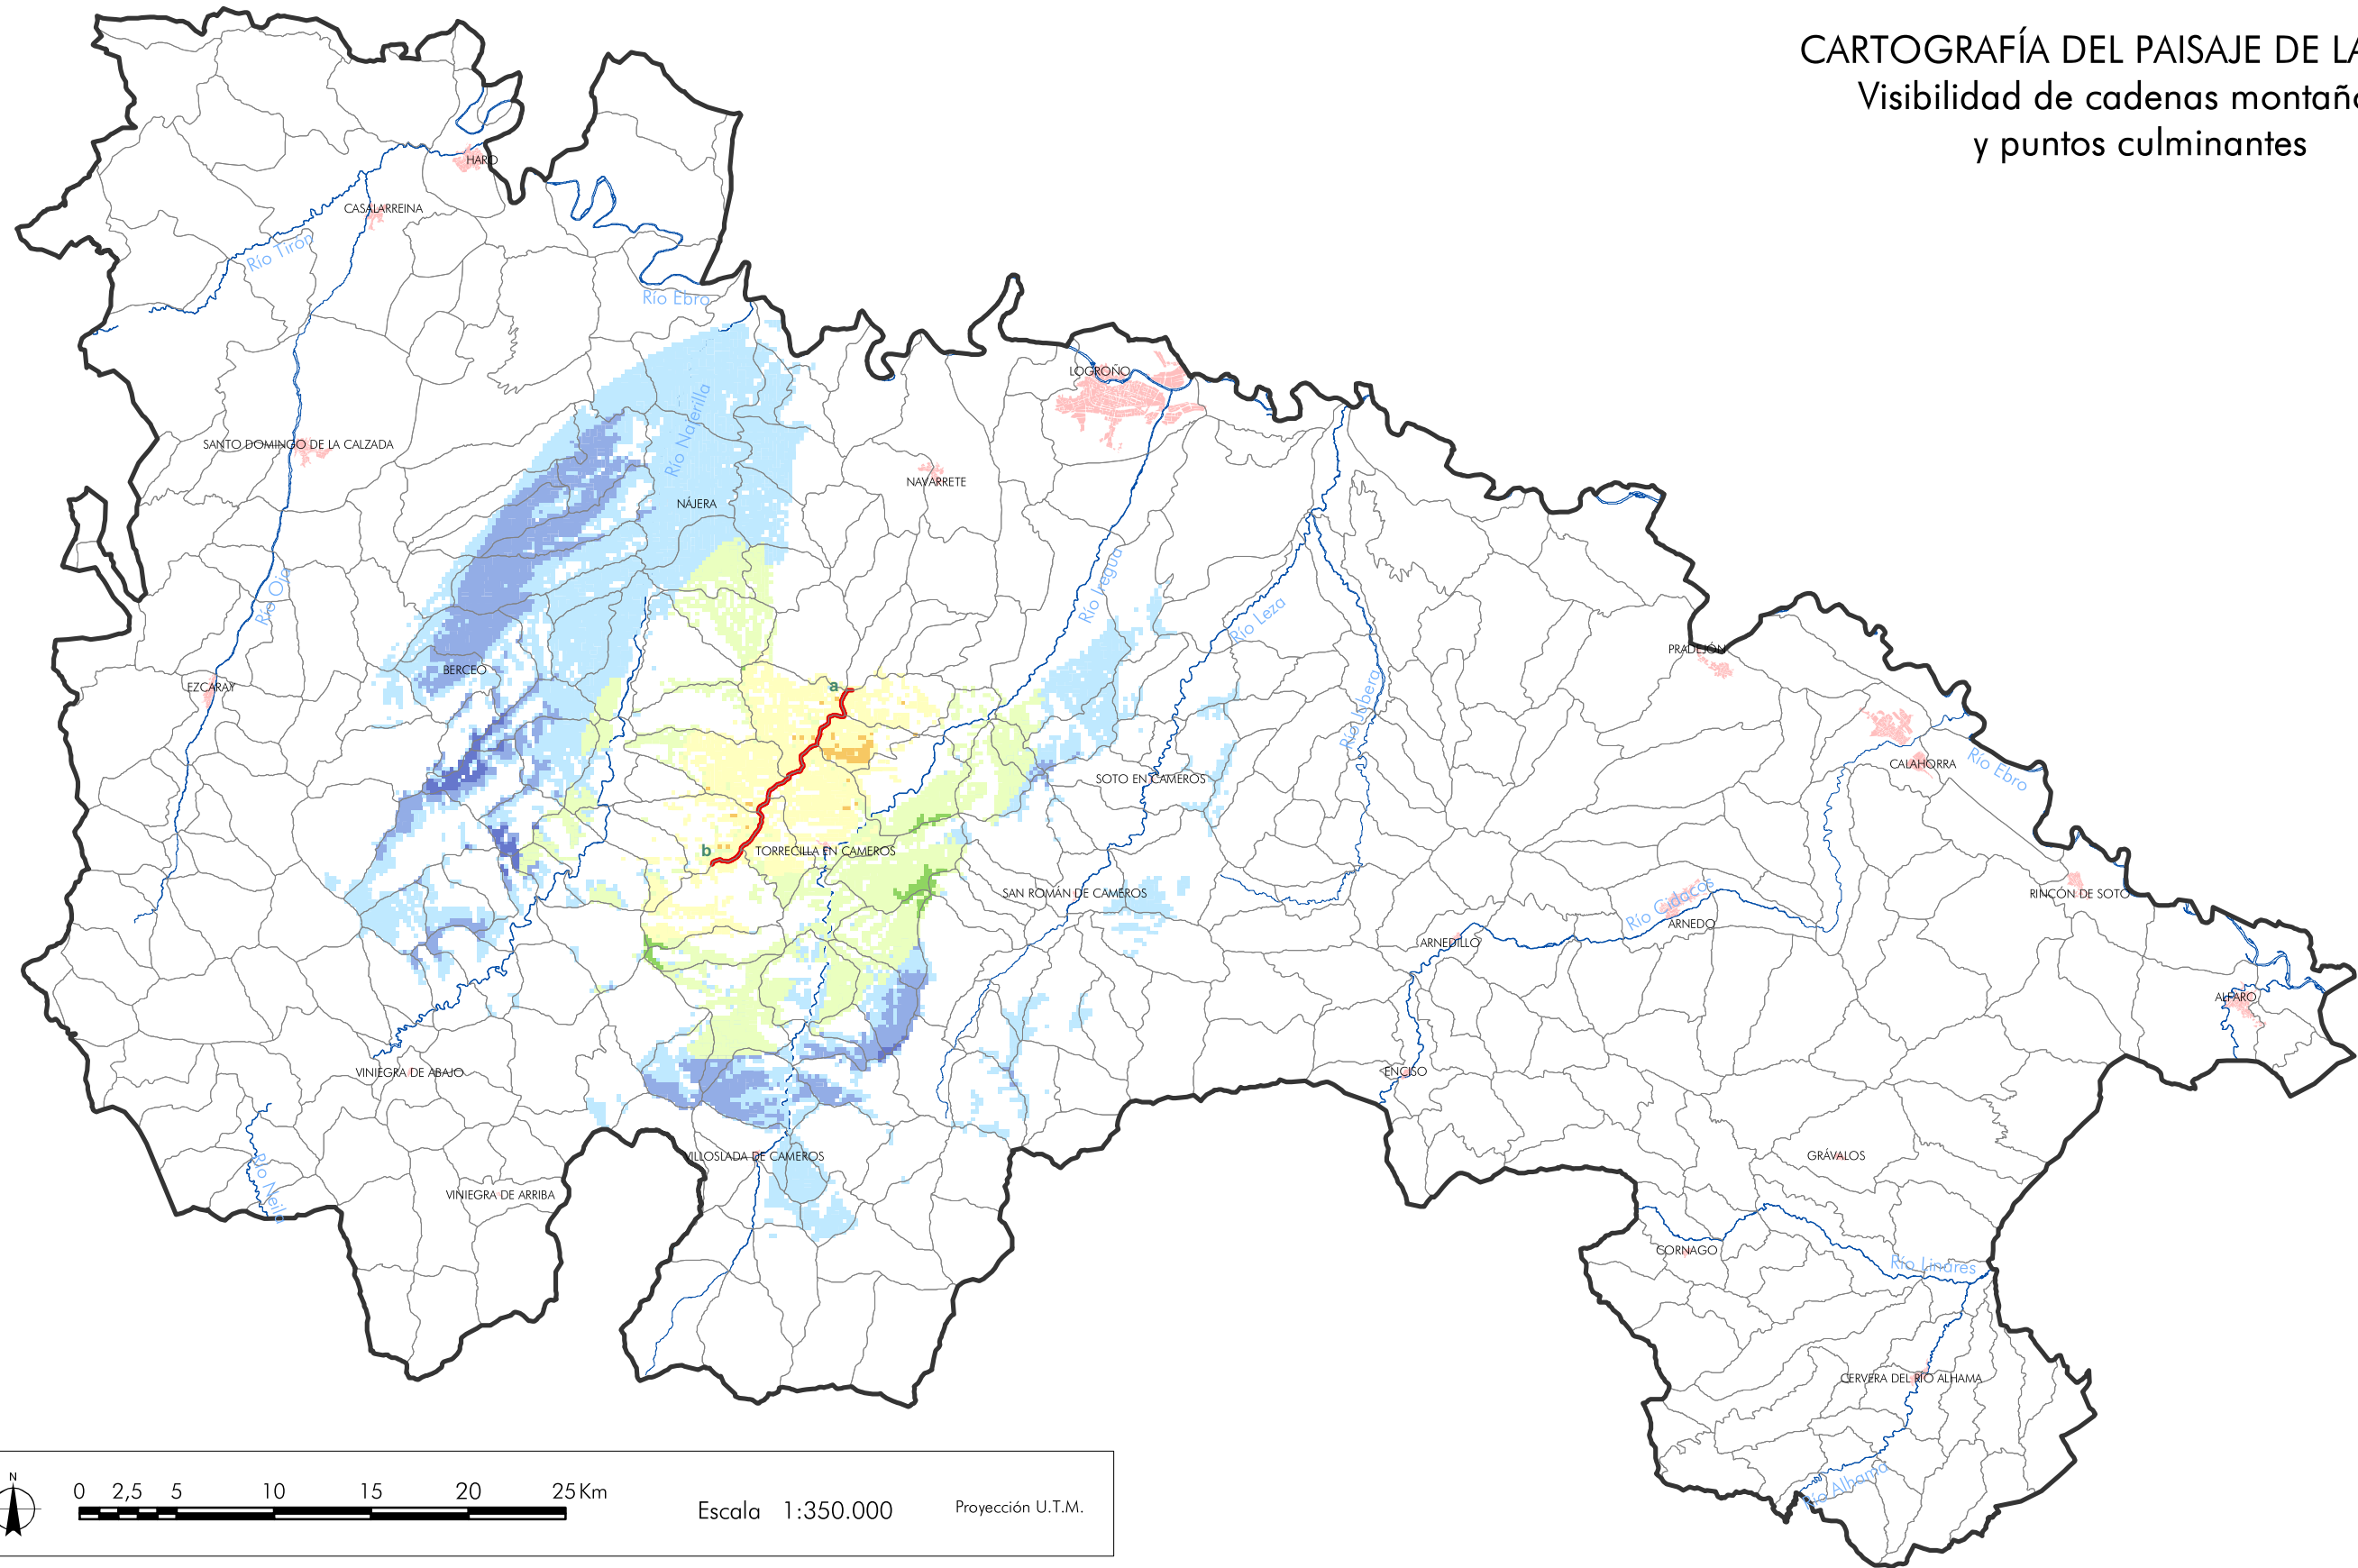 CARTOGRAFÍA DEL PAISAJE DE LA
Visibilidad de cadenas montaño
y puntos culminantes
HARO
CASALARREINA
Río Tirón
Río Ebro
LOGROÑO
Río Najerilla
SANTO DOMINGO DE LA CALZADA
NAVARRETE
NÁJERA
Río Oja
Río Iregua
Río Leza
PRADEJÓN
BERCEO
EZCARAY
a
Río Jubera
CALAHORRA
Río Ebro
SOTO EN CAMEROS
b
TORRECILLA EN CAMEROS
SAN ROMÁN DE CAMEROS
Río Cidacos
RINCÓN DE SOTO
ARNEDO
ARNEDILLO
ALFARO
VINIEGRA DE ABAJO
ENCISO
VILLOSLADA DE CAMEROS
GRÁVALOS
Río Neila
VINIEGRA DE ARRIBA
CORNAGO
Río Linares
CERVERA DEL RÍO ALHAMA
Río Alhama
N
0 2,5 5 10 15 20 25 Km
Escala 1:350.000
Proyección U.T.M.